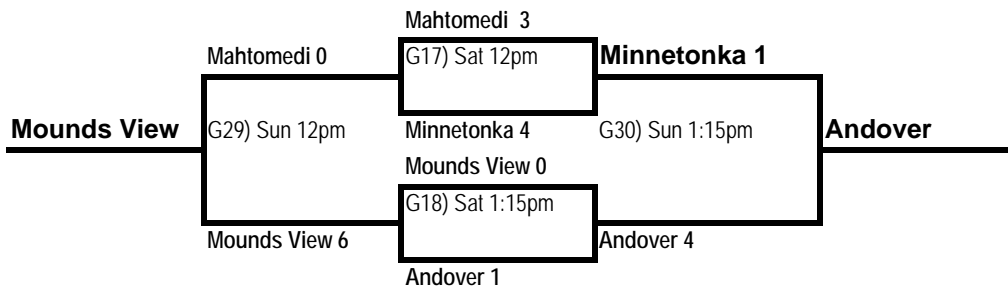 Mahtomedi 3
Mahtomedi 0
G17) Sat 12pm
Minnetonka 1
Mounds View
G29) Sun 12pm
Minnetonka 4
G30) Sun 1:15pm
Andover
Mounds View 0
G18) Sat 1:15pm
Mounds View 6
Andover 4
Andover 1